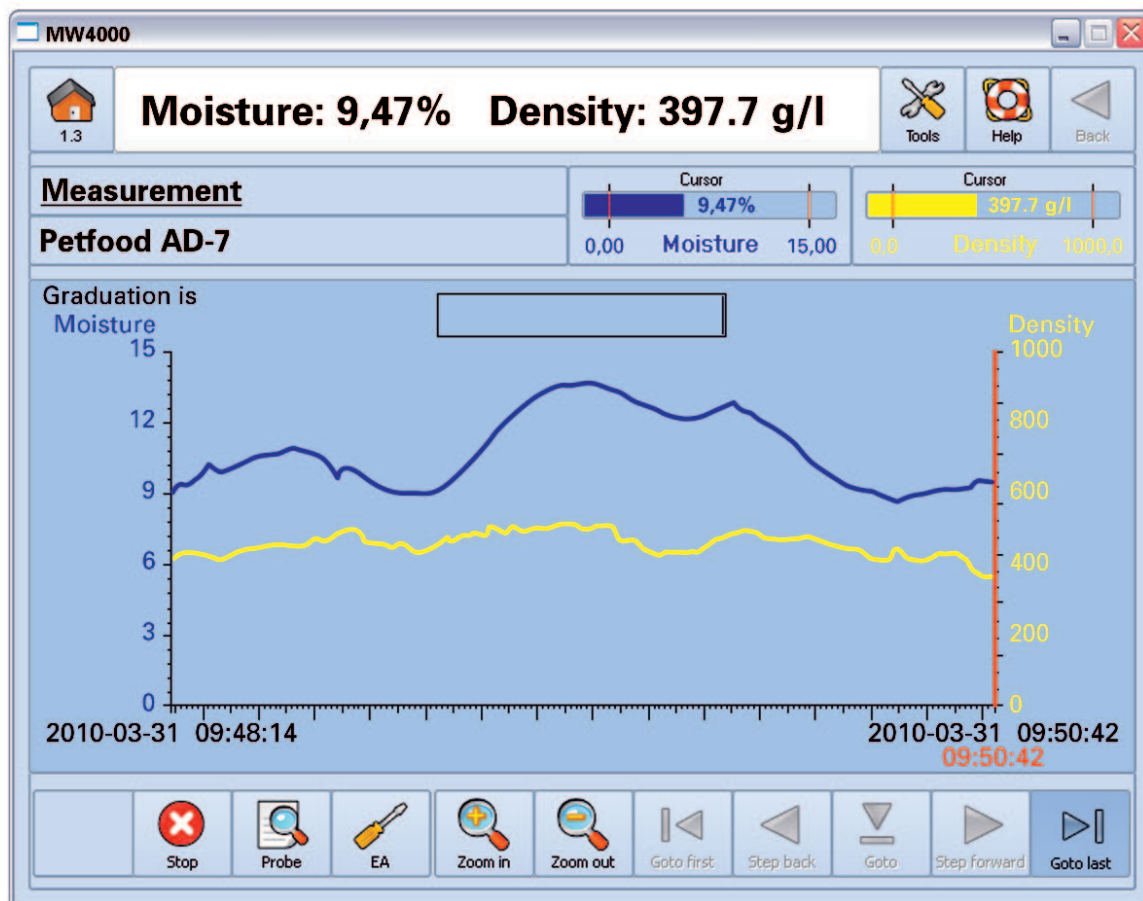 MW4000
1.3
Moisture: 9,47% Density: 397.7 g/l
Tools
Help
Back
Measurement
Petfood AD-7
Cursor
9,47%
0,00 Moisture 15,00
Cursor
397.7 g/l
0,0 Density 1000,0
Graduation is
Moisture
Density
15
12
9
6
3
0
1000
800
600
400
200
0
2010-03-31 09:48:14
2010-03-31 09:50:42
09:50:42
Stop
Probe
EA
Zoom in
Zoom out
Goto first
Step back
Goto
Step forward
Goto last